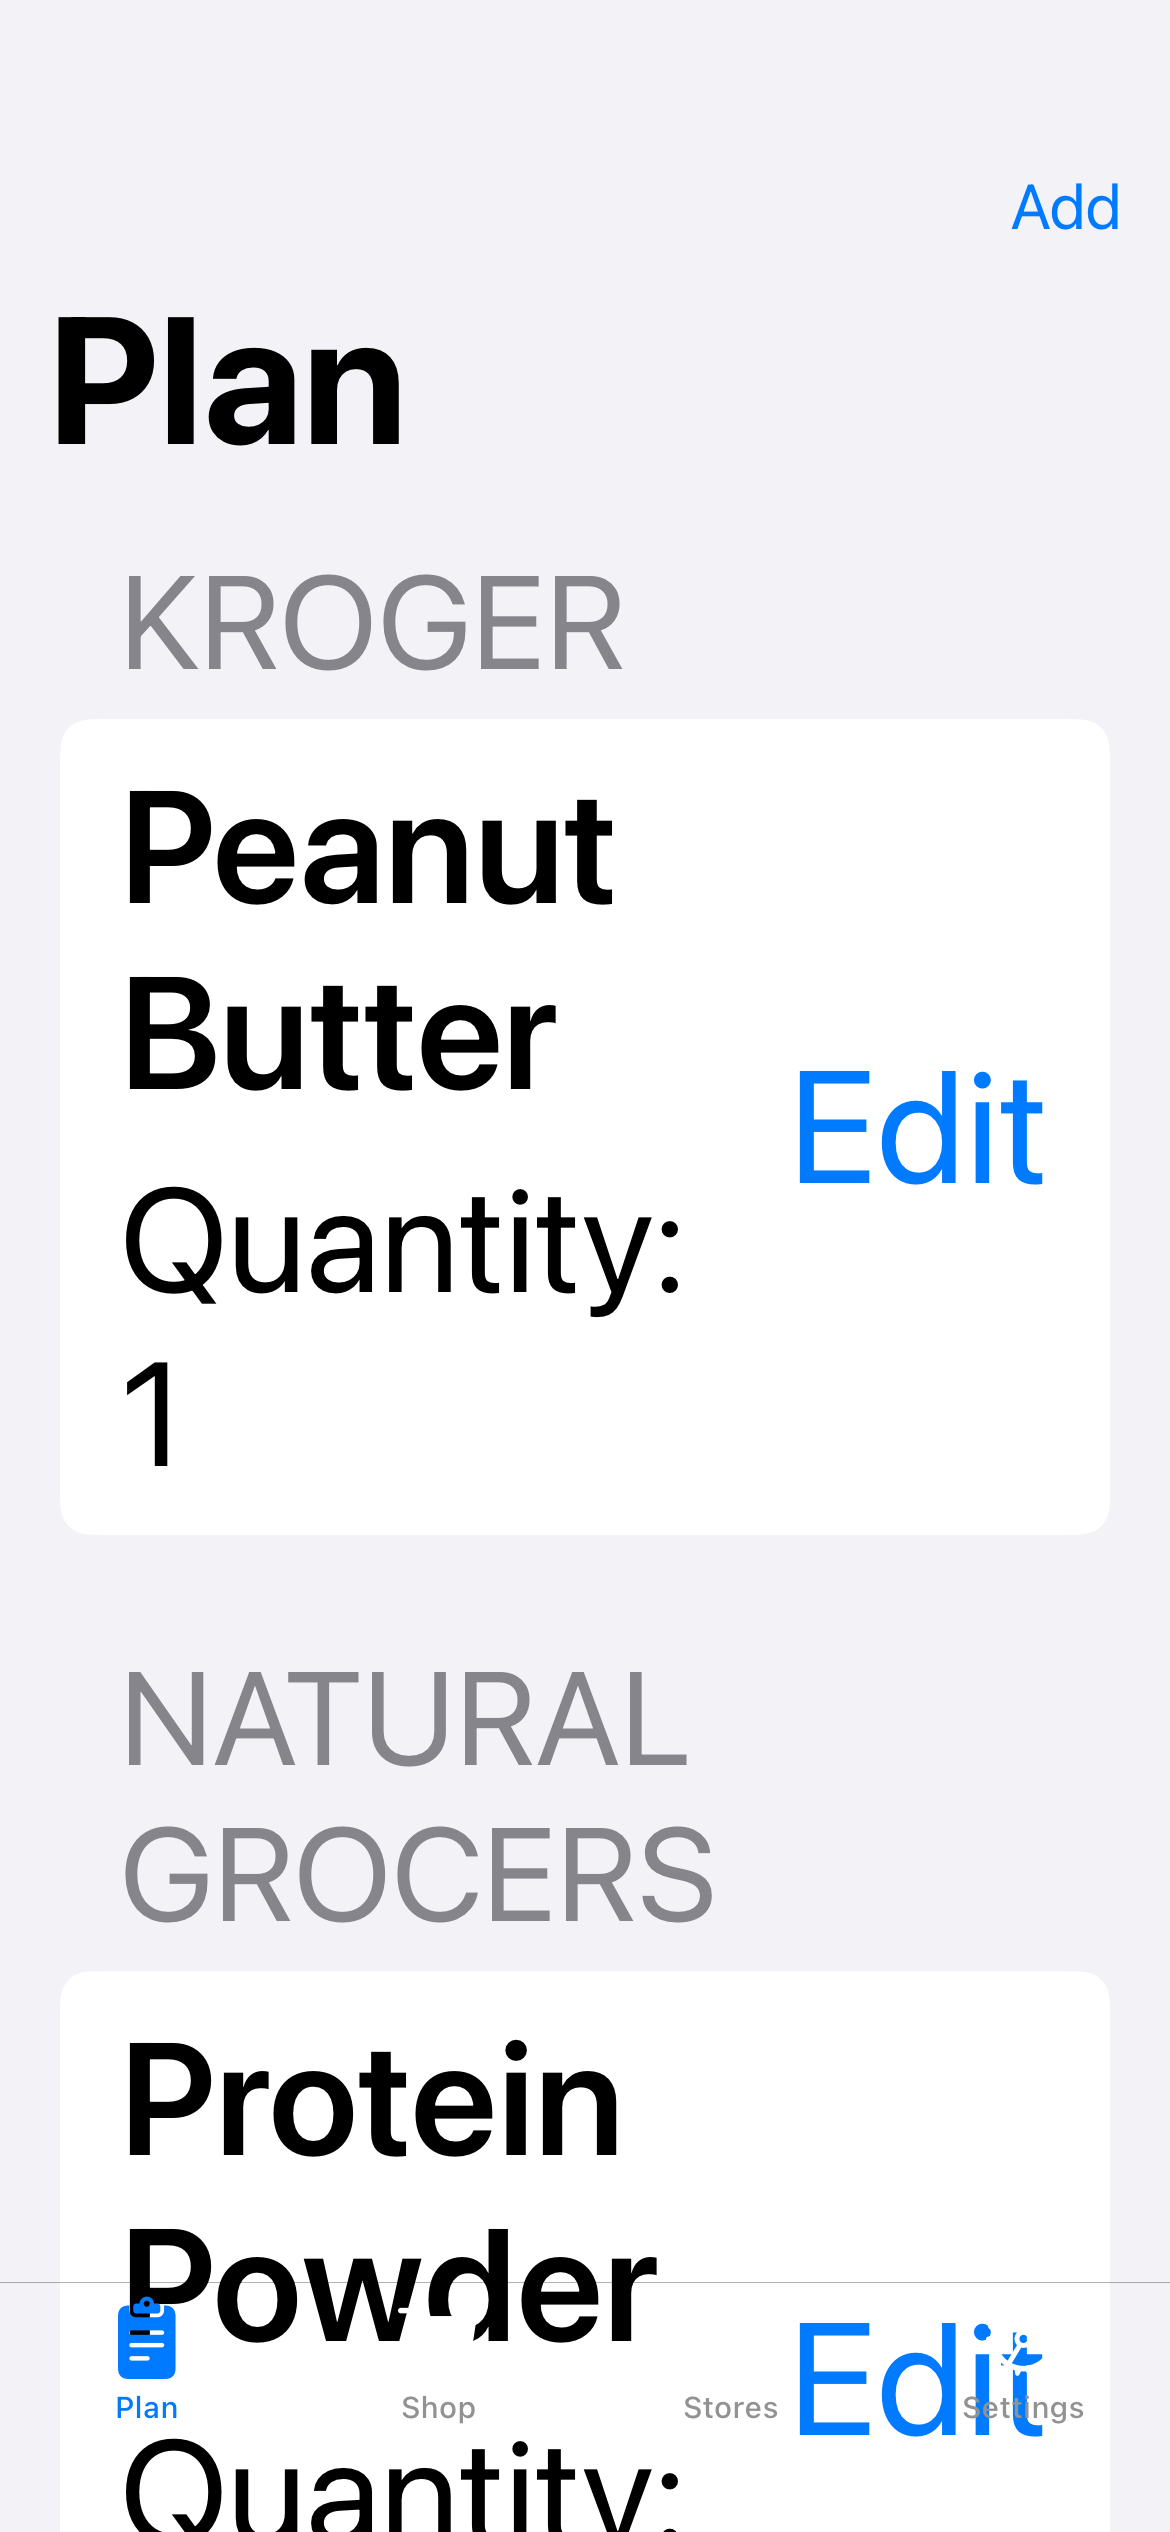 Add
Plan
KROGER
Peanut
Butter
Edit
Quantity:
1
NATURAL
GROCERS
Protein
Powder
Edit
Quantity:
Plan
Shop
Stores
Settings